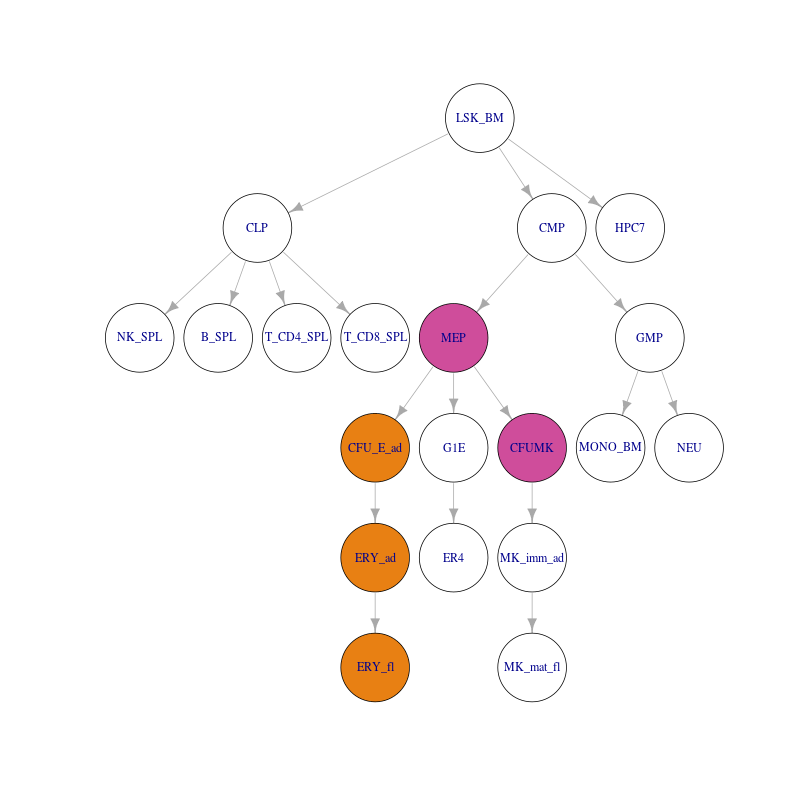 LSK_BM
CLP
CMP
HPC7
NK_SPL
B_SPL
T_CD4_SPL
T_CD8_SPL
MEP
GMP
CFU_E_ad
G1E
CFUMK
MONO_BM
NEU
ERY_ad
ER4
MK_imm_ad
ERY_fl
MK_mat_fl